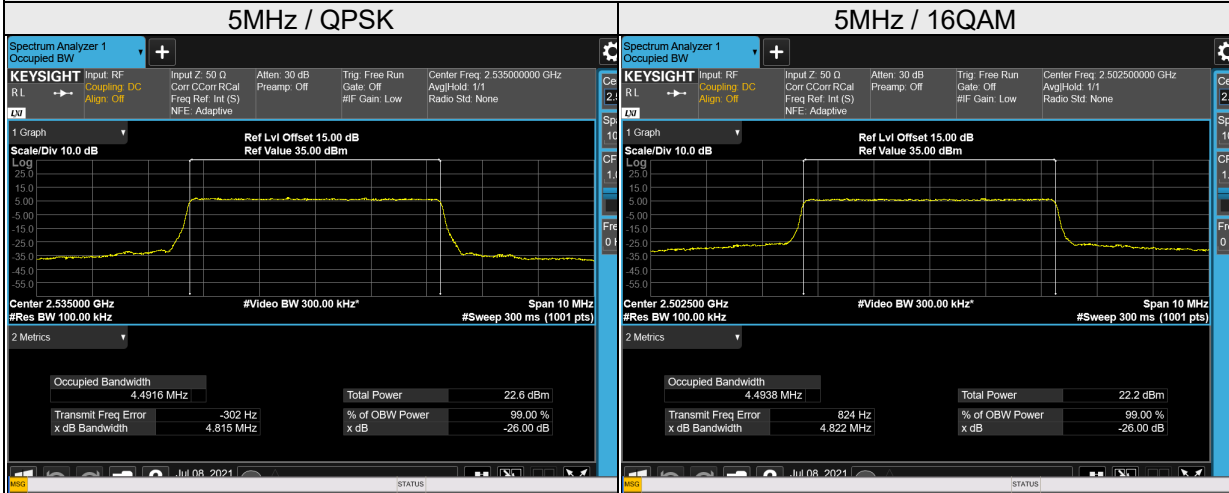 5MHz / QPSK
Spectrum Analyzer 1
Occupied BW
KEYSIGHT
R L
LXI
Input: RF
Coupling: DC
Align: Off
Input Z: 50 Ω
Corr CCorr RCal
Freq Ref: Int (S)
NFE: Adaptive
Atten: 30 dB
Preamp: Off
Trig: Free Run
Gate: Off
#IF Gain: Low
Center Freq: 2.535000000 GHz
Avg|Hold: 1/1
Radio Std: None
1 Graph
Scale/Div 10.0 dB
Ref Lvl Offset 15.00 dB
Ref Value 35.00 dBm
Log
25.0
15.0
5.00
-5.00
-15.0
-25.0
-35.0
-45.0
-55.0
Center 2.535000 GHz
#Video BW 300.00 kHz*
Span 10 MHz
#Res BW 100.00 kHz
#Sweep 300 ms (1001 pts)
2 Metrics
Occupied Bandwidth
4.4916 MHz
Total Power 22.6 dBm
Transmit Freq Error -302 Hz
% of OBW Power 99.00 %
x dB Bandwidth 4.815 MHz
x dB -26.00 dB
Jul 08, 2021
MSG
STATUS
5MHz / 16QAM
Spectrum Analyzer 1
Occupied BW
KEYSIGHT
R L
LXI
Input: RF
Coupling: DC
Align: Off
Input Z: 50 Ω
Corr CCorr RCal
Freq Ref: Int (S)
NFE: Adaptive
Atten: 30 dB
Preamp: Off
Trig: Free Run
Gate: Off
#IF Gain: Low
Center Freq: 2.502500000 GHz
Avg|Hold: 1/1
Radio Std: None
1 Graph
Scale/Div 10.0 dB
Ref Lvl Offset 15.00 dB
Ref Value 35.00 dBm
Log
25.0
15.0
5.00
-5.00
-15.0
-25.0
-35.0
-45.0
-55.0
Center 2.502500 GHz
#Video BW 300.00 kHz*
Span 10 MHz
#Res BW 100.00 kHz
#Sweep 300 ms (1001 pts)
2 Metrics
Occupied Bandwidth
4.4938 MHz
Total Power 22.2 dBm
Transmit Freq Error 824 Hz
% of OBW Power 99.00 %
x dB Bandwidth 4.822 MHz
x dB -26.00 dB
Jul 08, 2021
MSG
STATUS